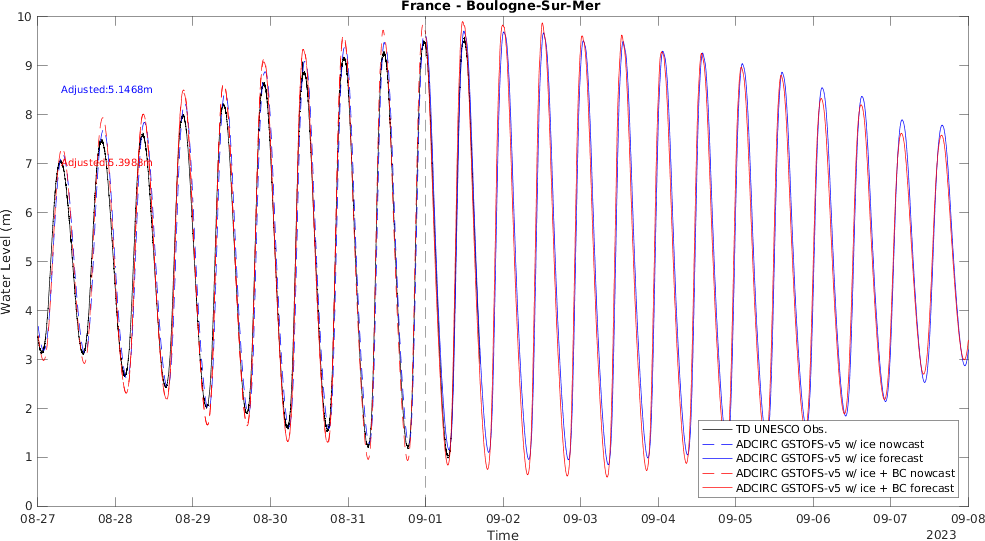 France - Boulogne-Sur-Mer
10
9
8
7
6
5
4
3
2
1
0
Water Level (m)
Adjusted:5.1468m
Adjusted:5.3988m
TD UNESCO Obs.
ADCIRC GSTOFS-v5 w/ ice nowcast
ADCIRC GSTOFS-v5 w/ ice forecast
ADCIRC GSTOFS-v5 w/ ice + BC nowcast
ADCIRC GSTOFS-v5 w/ ice + BC forecast
08-27 08-28 08-29 08-30 08-31 09-01 09-02 09-03 09-04 09-05 09-06 09-07 09-08
Time
2023